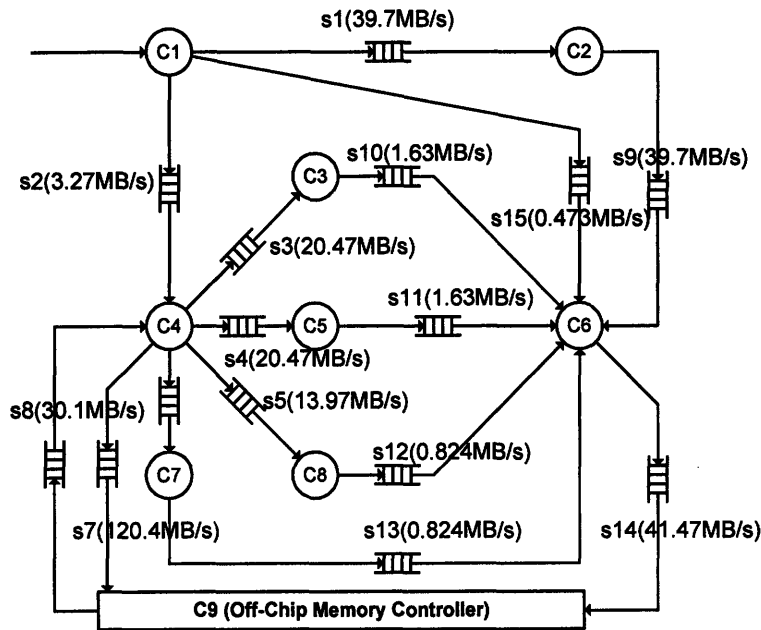 s1(39.7MB/s)
C1
C2
s10(1.63MB/s)
s9(39.7MB/s)
C3
s2(3.27MB/s)
s15(0.473MB/s)
s3(20.47MB/s)
s11(1.63MB/s)
C4
C5
C6
s4(20.47MB/s)
s8(30.1MB/s)
s5(13.97MB/s)
s12(0.824MB/s)
C7
C8
s7(120.4MB/s)
s13(0.824MB/s)
s14(41.47MB/s)
C9 (Off-Chip Memory Controller)